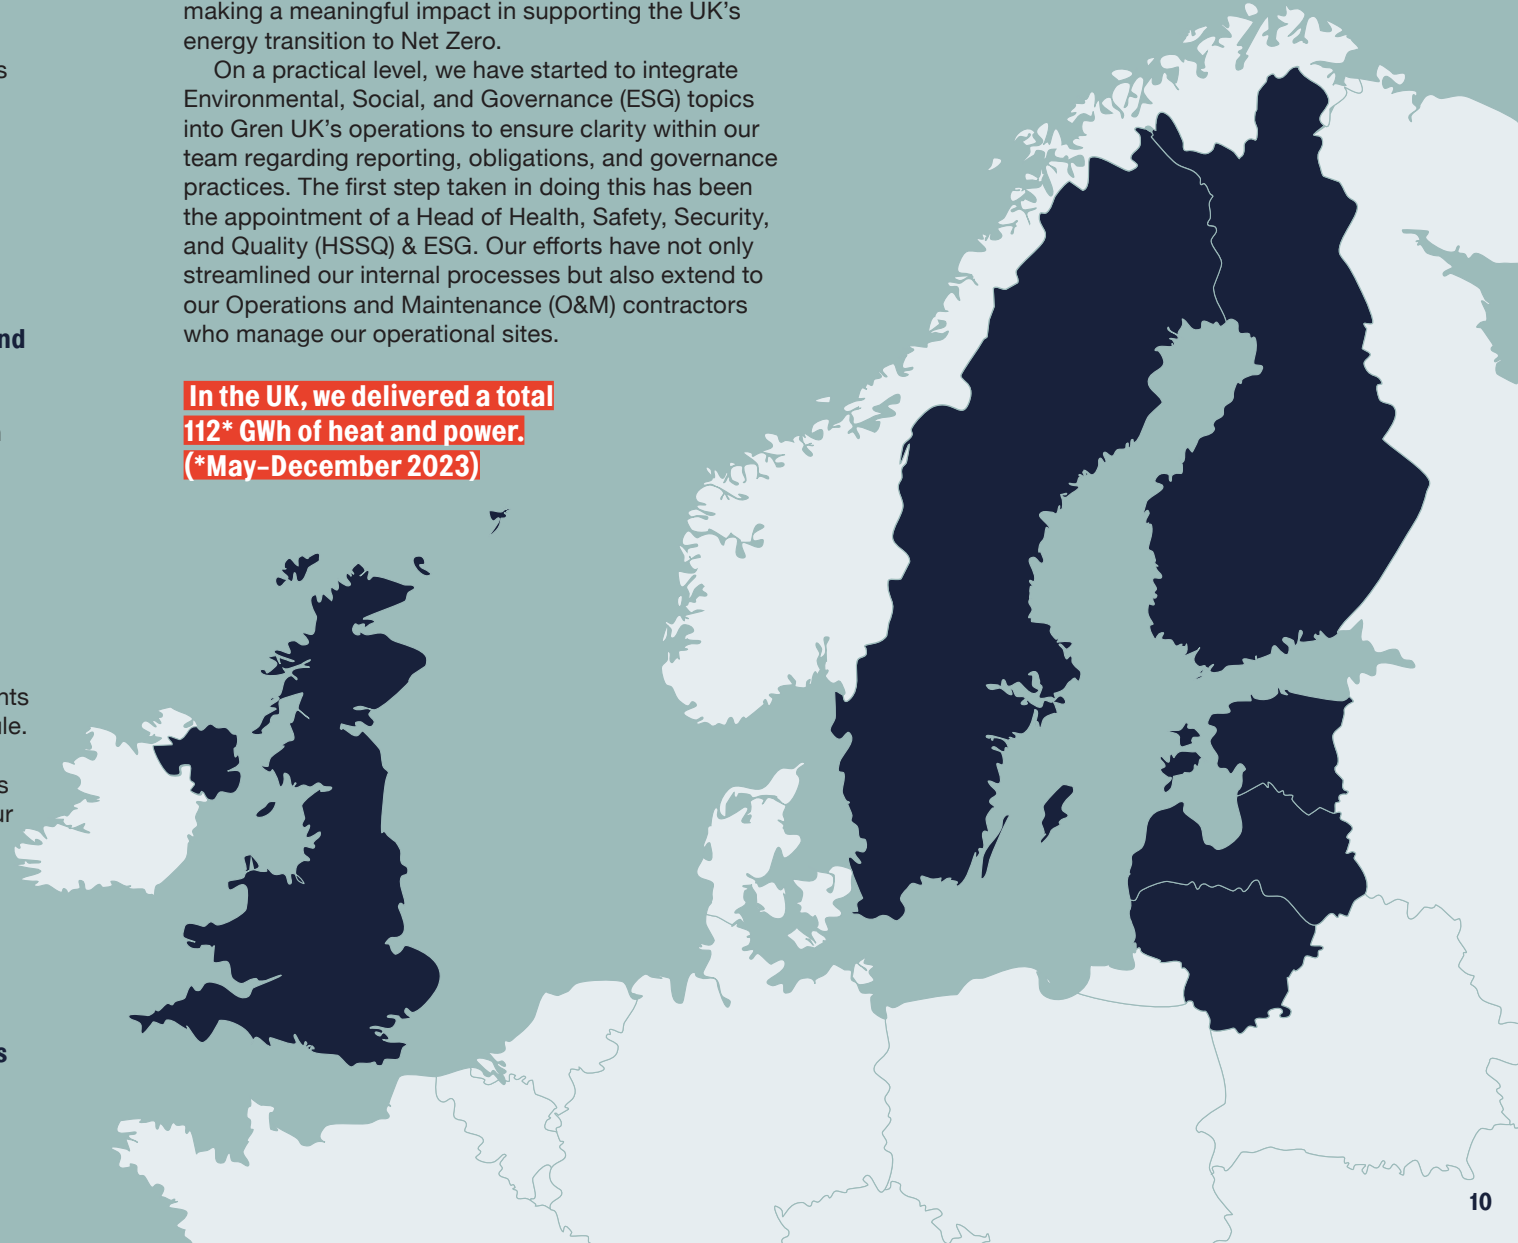 making a meaningful impact in supporting the UK’s
energy transition to Net Zero.
On a practical level, we have started to integrate
Environmental, Social, and Governance (ESG) topics
into Gren UK’s operations to ensure clarity within our
team regarding reporting, obligations, and governance
practices. The first step taken in doing this has been
the appointment of a Head of Health, Safety, Security,
and Quality (HSSQ) & ESG. Our efforts have not only
streamlined our internal processes but also extend to
our Operations and Maintenance (O&M) contractors
who manage our operational sites.
In the UK, we delivered a total
112* GWh of heat and power.
(*May–December 2023)
10